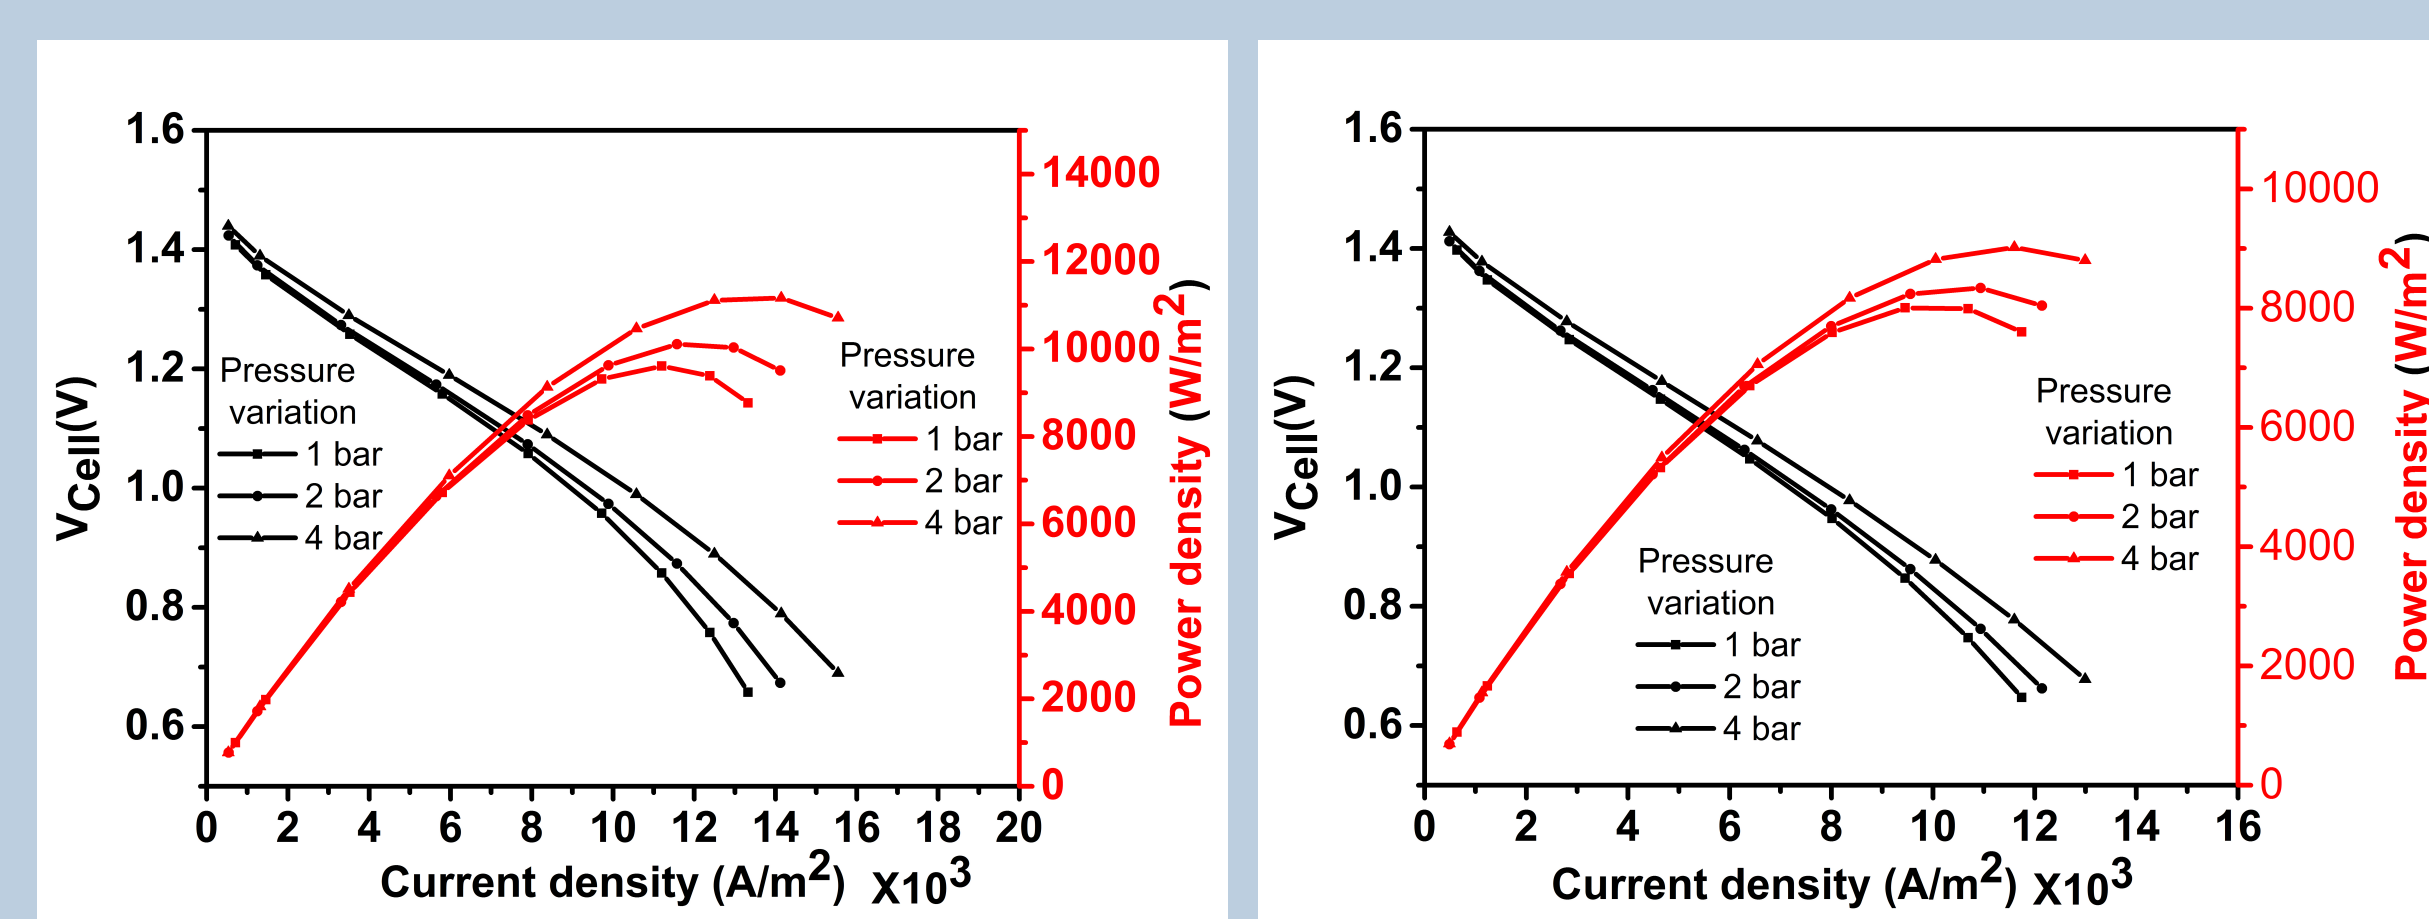 1.6
1.4
1.2
1.0
0.8
0.6
VCell(V)
Pressure
variation
1 bar
2 bar
4 bar
Pressure
variation
1 bar
2 bar
4 bar
14000
12000
10000
8000
6000
4000
2000
0
Power density (W/m2)
0 2 4 6 8 10 12 14 16 18 20
Current density (A/m2) X103
1.6
1.4
1.2
1.0
0.8
0.6
VCell(V)
Pressure
variation
1 bar
2 bar
4 bar
Pressure
variation
1 bar
2 bar
4 bar
10000
8000
6000
4000
2000
0
Power density (W/m2)
0 2 4 6 8 10 12 14 16
Current density (A/m2) X103